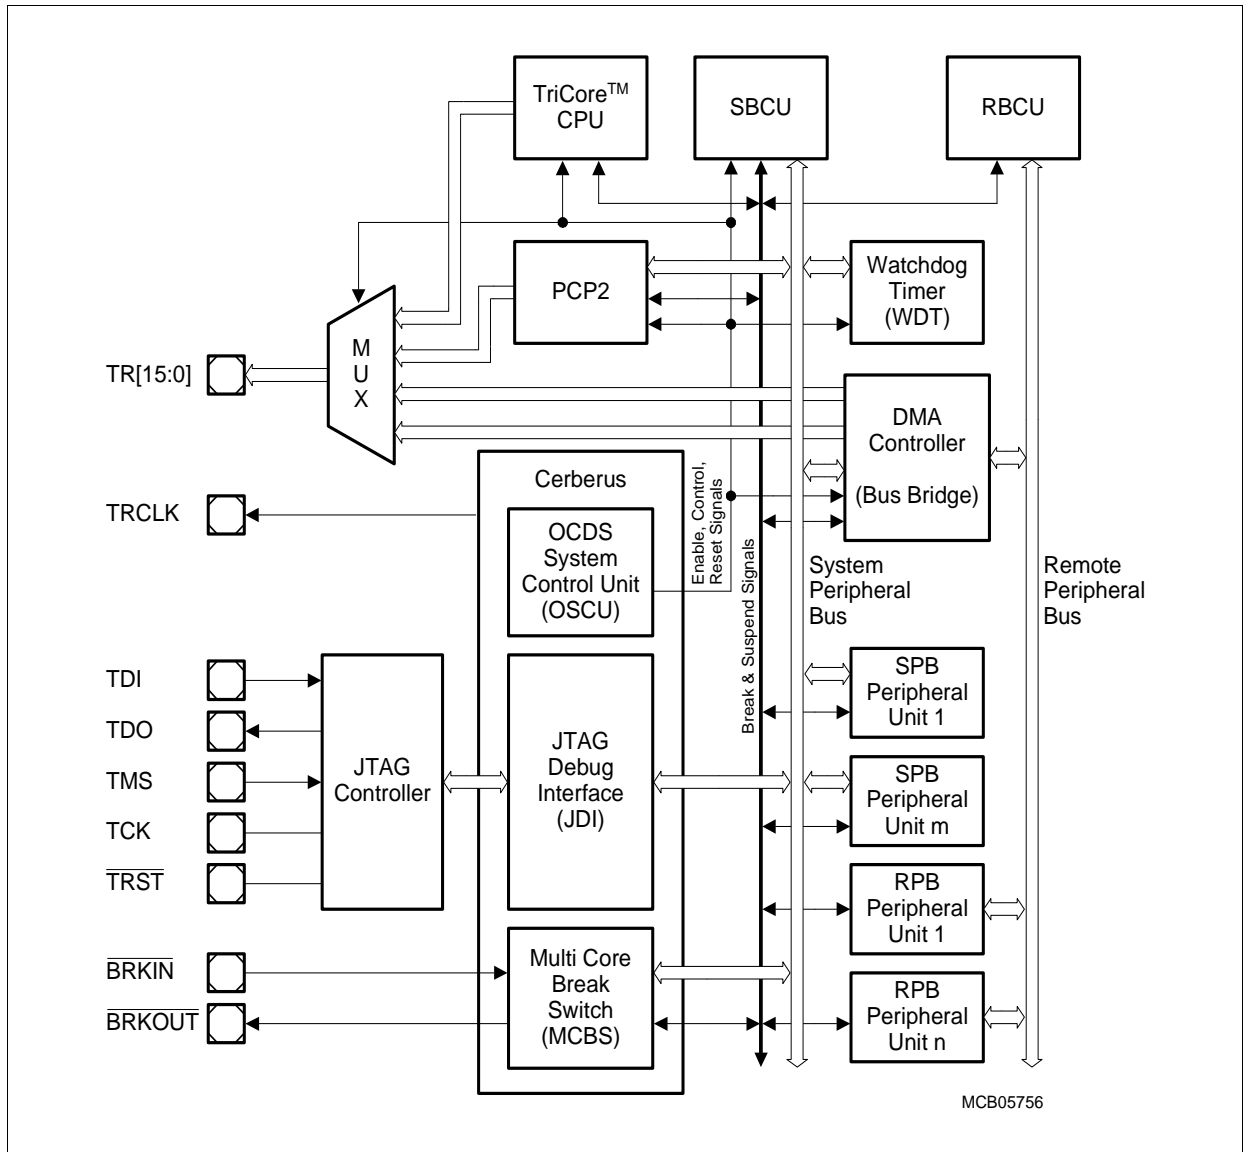 TriCore™
CPU
SBCU
RBCU
PCP2
Watchdog
Timer
(WDT)
M
U
X
TR[15:0]
DMA
Controller
(Bus Bridge)
Cerberus
TRCLK
OCDS
System
Control Unit
(OSCU)
Enable, Control,
Reset Signals
Break & Suspend Signals
System
Peripheral
Bus
Remote
Peripheral
Bus
TDI
TDO
TMS
TCK
TRST
JTAG
Controller
JTAG
Debug
Interface
(JDI)
SPB
Peripheral
Unit 1
SPB
Peripheral
Unit m
RPB
Peripheral
Unit 1
BRKIN
BRKOUT
Multi Core
Break
Switch
(MCBS)
RPB
Peripheral
Unit n
MCB05756